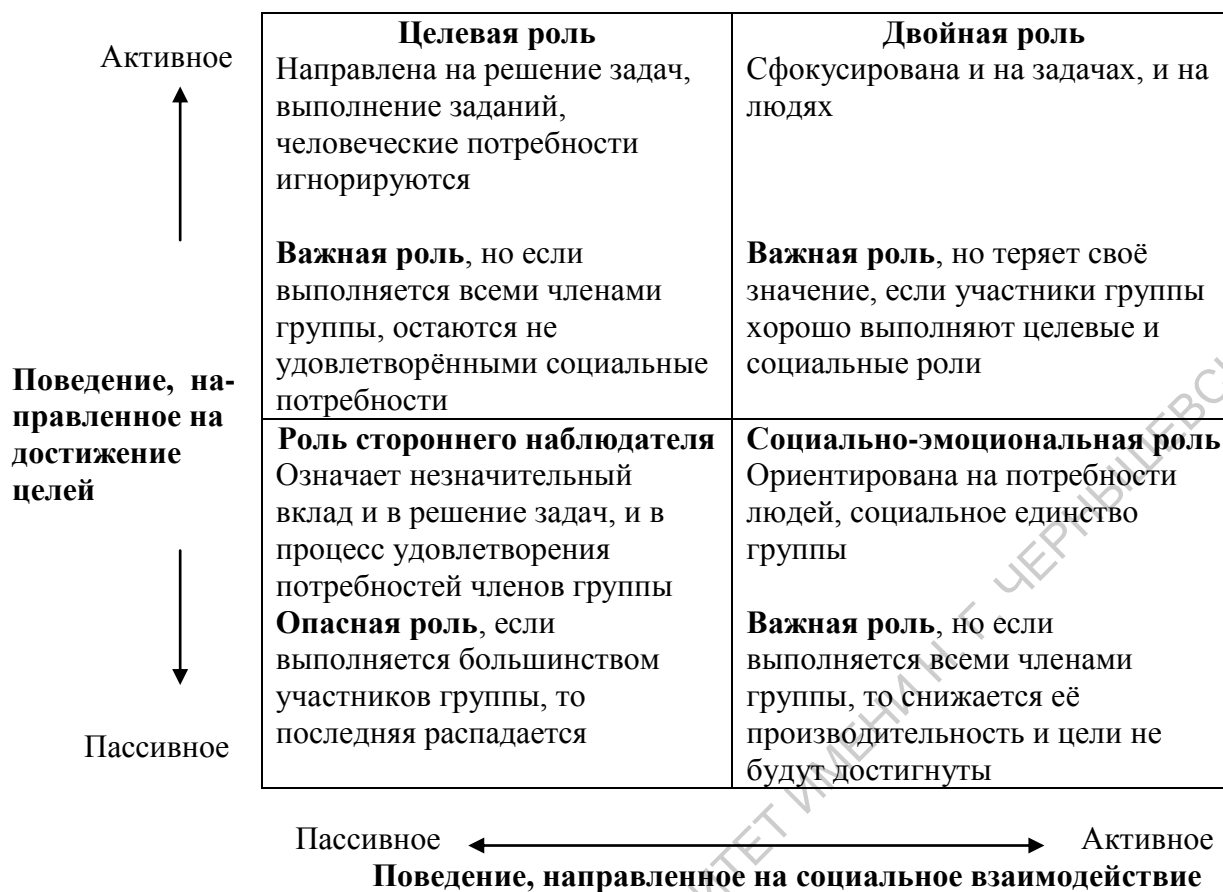 Активное
Целевая роль
Направлена на решение задач,
выполнение заданий,
человеческие потребности
игнорируются
Важная роль, но если
выполняется всеми членами
группы, остаются не
удовлетворёнными социальные
потребности
Двойная роль
Сфокусирована и на задачах, и на
людях
Важная роль, но теряет своё
значение, если участники группы
хорошо выполняют целевые и
социальные роли
Поведение, на-
правленное на
достижение
целей
Роль стороннего наблюдателя
Означает незначительный
вклад и в решение задач, и в
процесс удовлетворения
потребностей членов группы
Опасная роль, если
выполняется большинством
участников группы, то
последняя распадается
Социально-эмоциональная роль
Ориентирована на потребности
людей, социальное единство
группы
Важная роль, но если
выполняется всеми членами
группы, то снижается её
производительность и цели не
будут достигнуты
Пассивное
Пассивное Активное
Поведение, направленное на социальное взаимодействие
ИМЕНИ Н. Г.